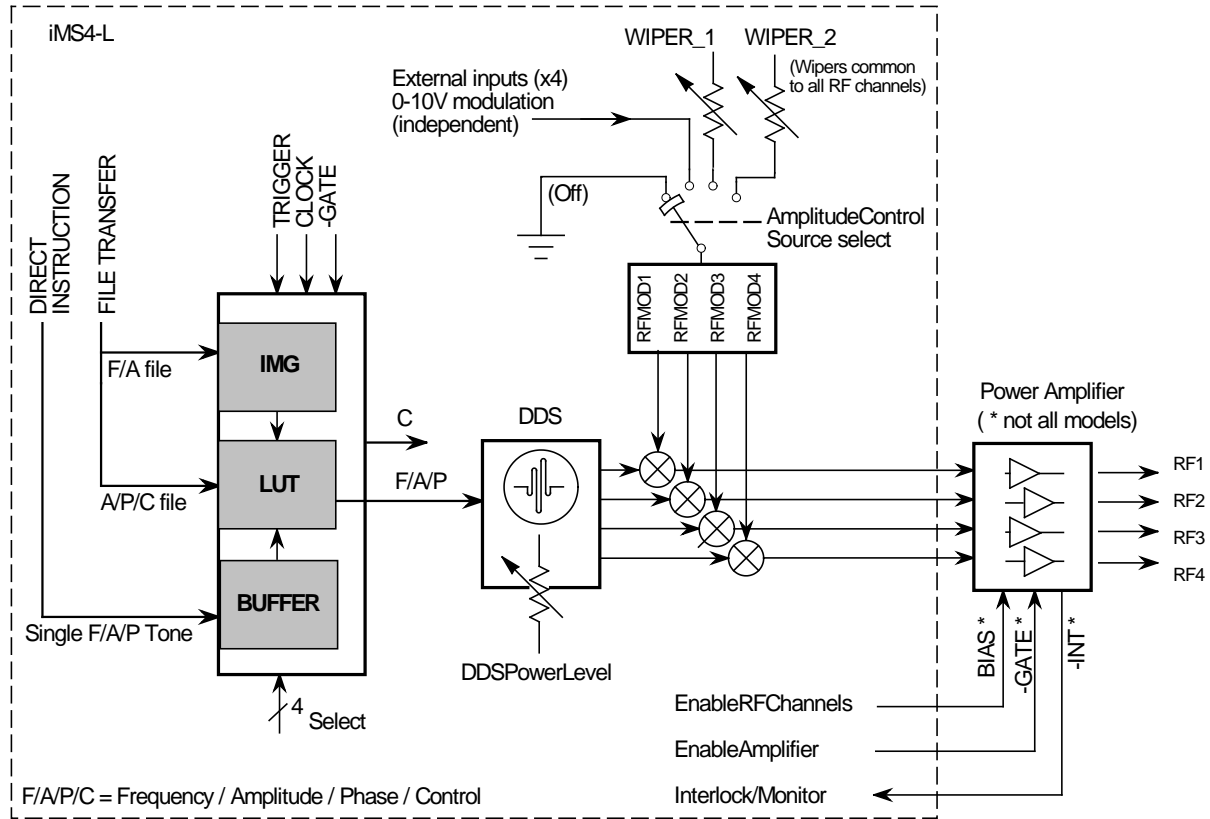 iMS4-L
WIPER_1
WIPER_2
(Wipers common
to all RF channels)
External inputs (x4)
0-10V modulation
(independent)
(Off)
AmplitudeControl
Source select
DIRECT
INSTRUCTION
FILE TRANSFER
TRIGGER
CLOCK
-GATE
RFMOD1
RFMOD2
RFMOD3
RFMOD4
F/A file
IMG
C
DDS
Power Amplifier
( * not all models)
A/P/C file
LUT
F/A/P
RF1
RF2
RF3
RF4
BUFFER
Single F/A/P Tone
DDSPowerLevel
4
Select
BIAS *
-GATE *
-INT *
EnableRFChannels
EnableAmplifier
Interlock/Monitor
F/A/P/C = Frequency / Amplitude / Phase / Control